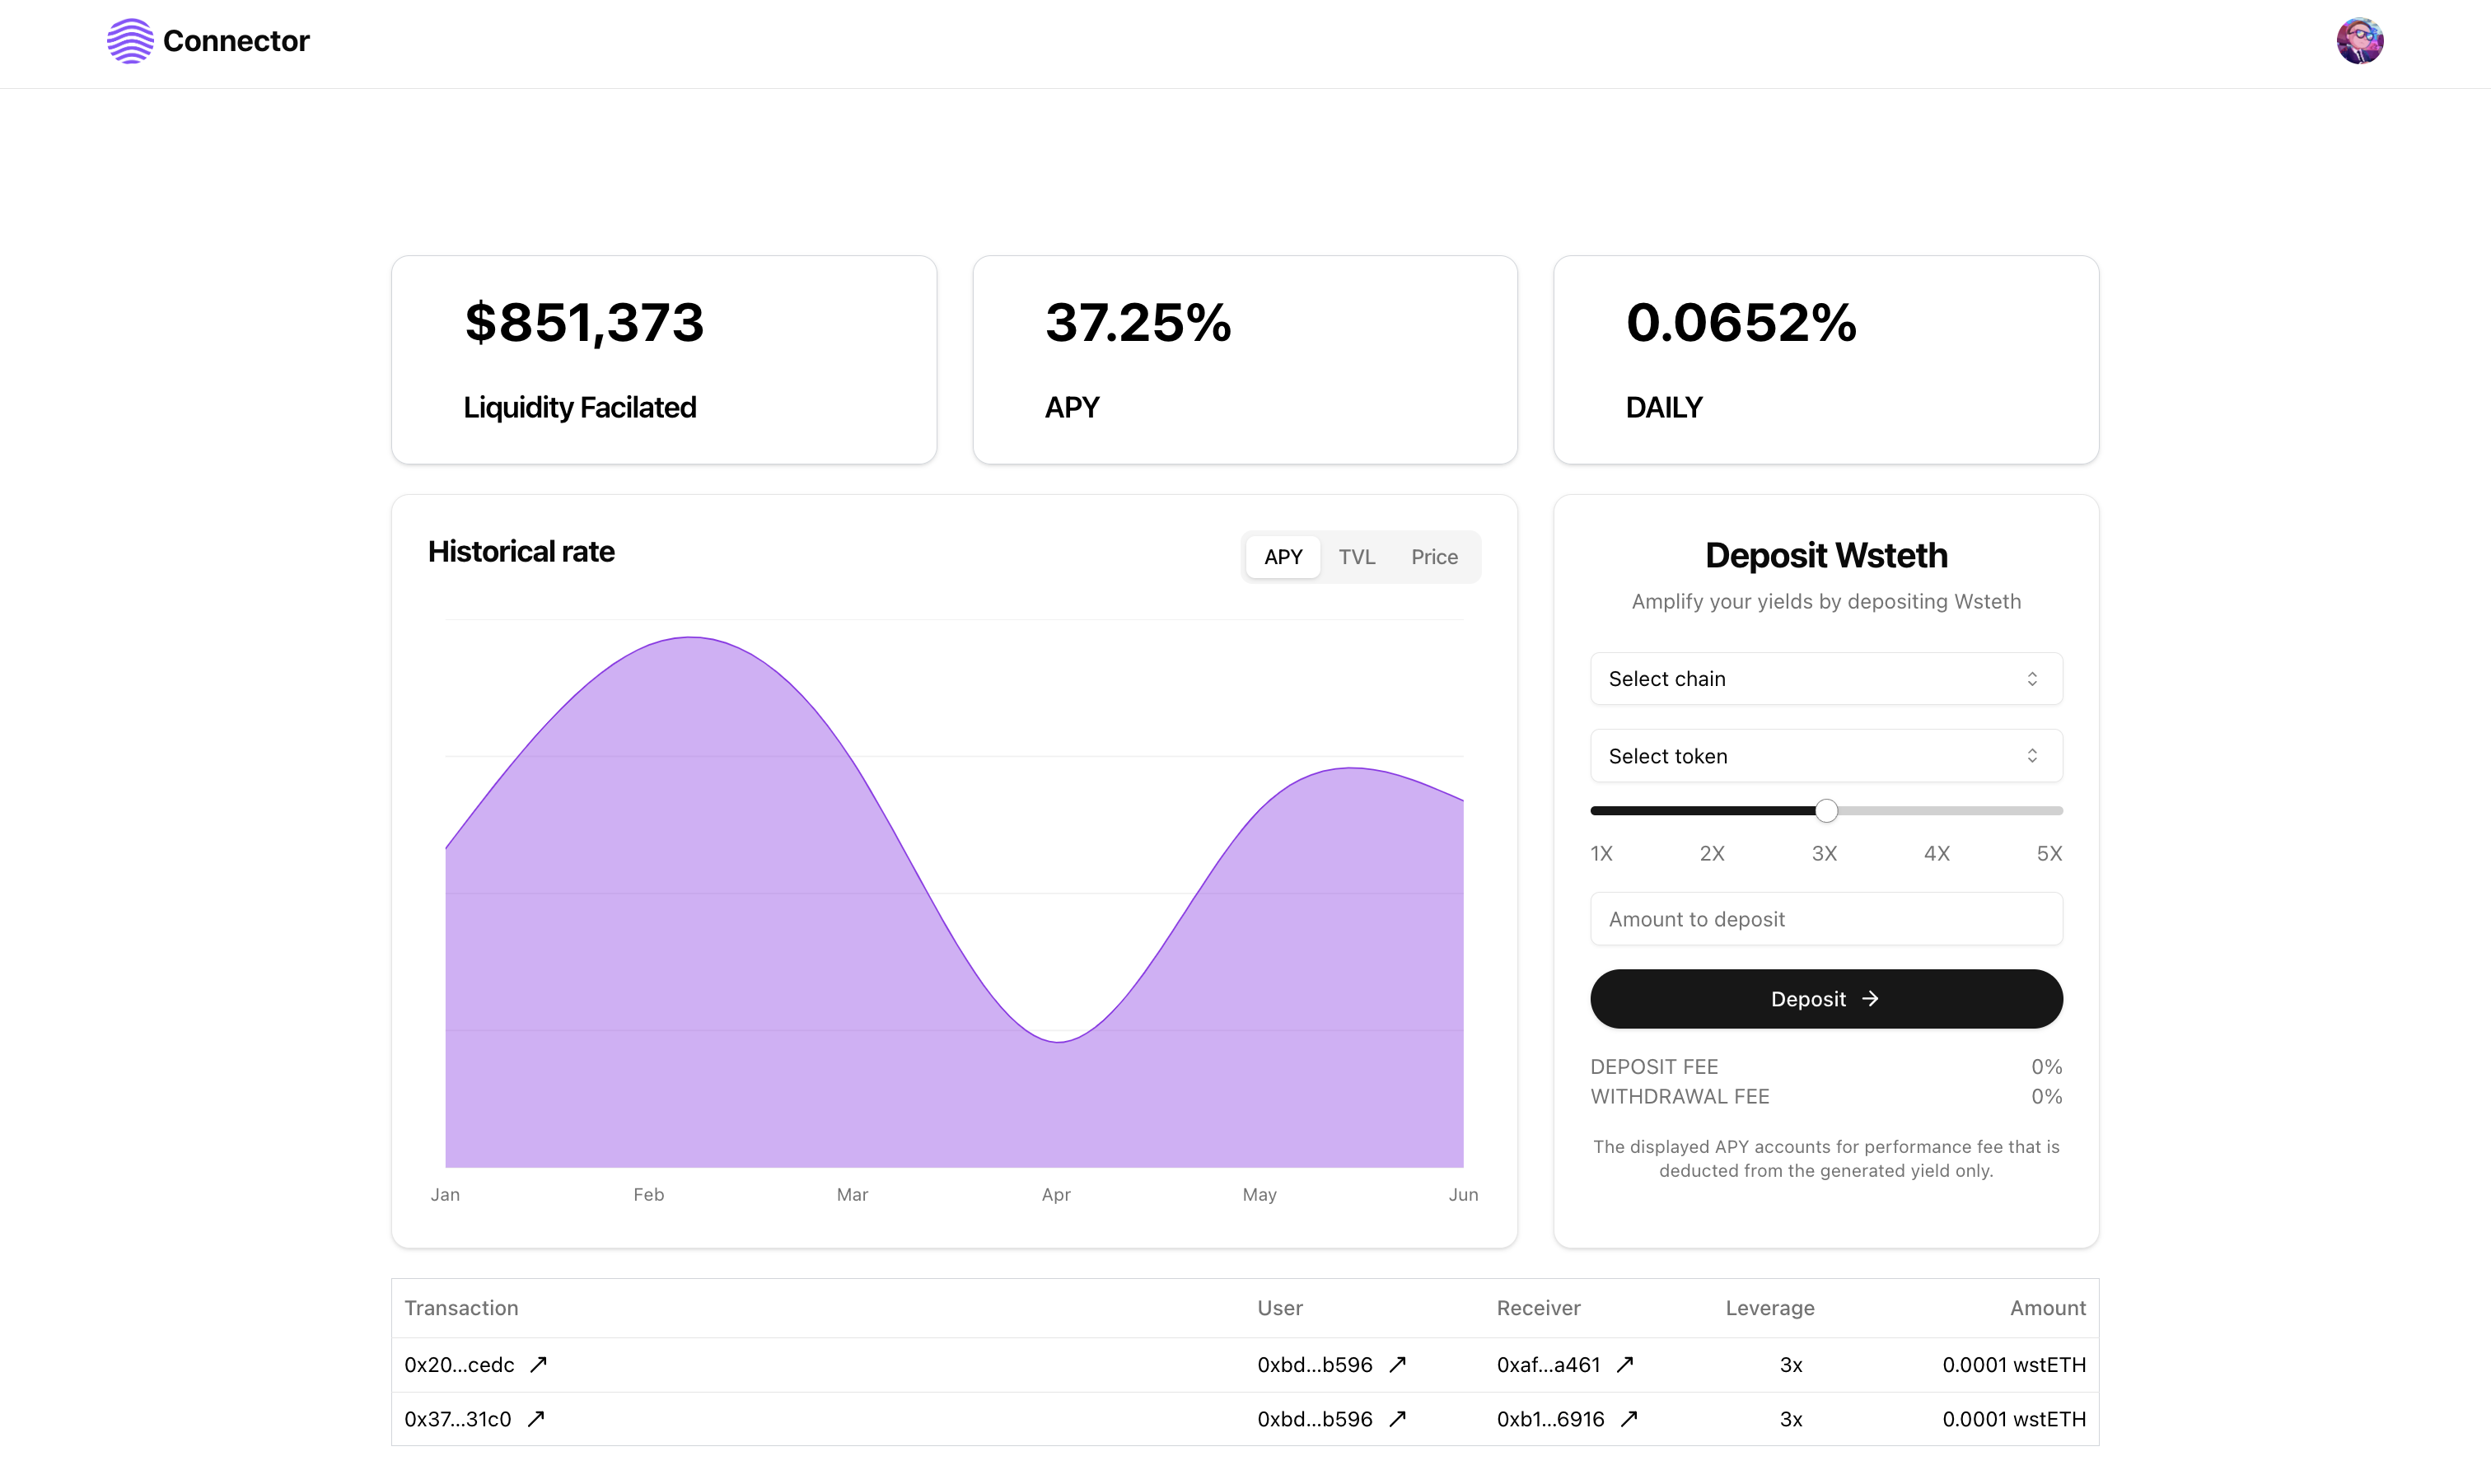 Connector
$851,373
Liquidity Facilated
37.25%
APY
0.0652%
DAILY
Historical rate
APY TVL Price
Jan Feb Mar Apr May Jun
Deposit Wsteth
Amplify your yields by depositing Wsteth
Select chain
Select token
1X 2X 3X 4X 5X
Amount to deposit
Deposit →
DEPOSIT FEE 0%
WITHDRAWAL FEE 0%
The displayed APY accounts for performance fee that is
deducted from the generated yield only.
Transaction User Receiver Leverage Amount
0x20...cedc 0xbd...b596 0xaf...a461 3x 0.0001 wstETH
0x37...31c0 0xbd...b596 0xb1...6916 3x 0.0001 wstETH